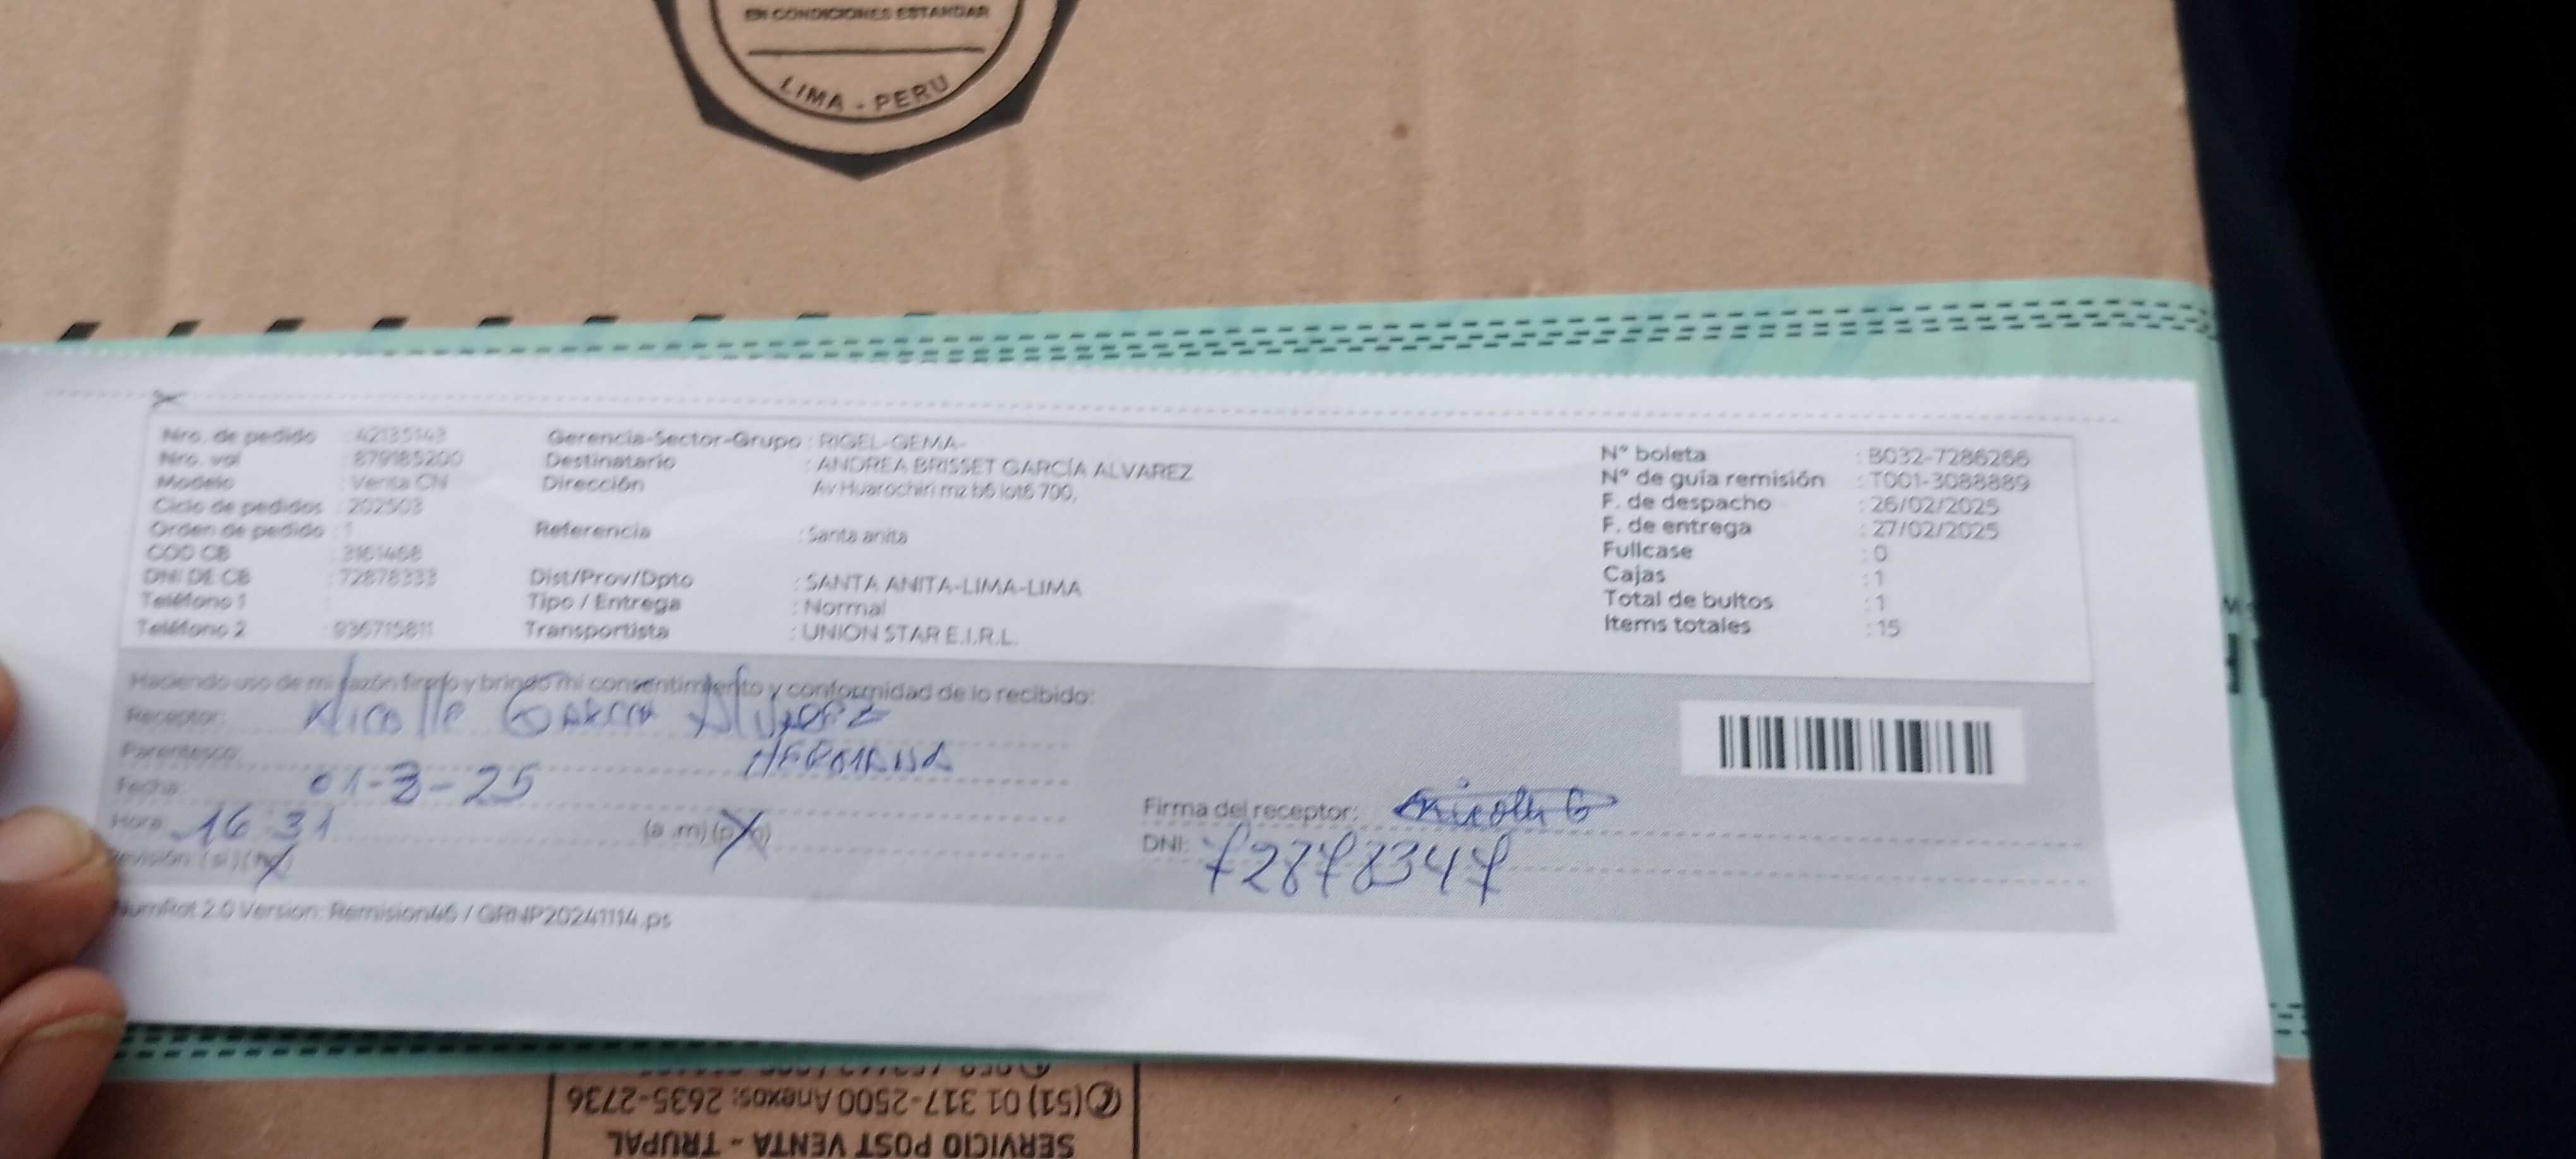 EN CONDICIONES ESTANDAR
LIMA - PERU
Nro. de pedido : 42135143
Nro. vol : 879185200
Modelo : Venta CN
Ciclo de pedidos : 202503
Orden de pedido : 1
COD CB : 3161468
DNI DE CB : 72878333
Teléfono 1 :
Teléfono 2 : 936715811
Gerencia-Sector-Grupo : RIGEL-GEMA-
Destinatario : ANDREA BRISSET GARCÍA ALVAREZ
Dirección : Av Huarochiri mz b6 lot6 700,
Referencia : Santa anita
Dist/Prov/Dpto : SANTA ANITA-LIMA-LIMA
Tipo / Entrega : Normal
Transportista : UNION STAR E.I.R.L.
N° boleta : B032-7286266
N° de guía remisión : T001-3088889
F. de despacho : 26/02/2025
F. de entrega : 27/02/2025
Fullcase : 0
Cajas : 1
Total de bultos : 1
Items totales : 15
Haciendo uso de mi razón firmo y brindo mi consentimiento y conformidad de lo recibido:
Receptor: Nicolle Garcia Alvarez
Parentesco: HERMANA
Fecha: 01-3-25
Hora: 16:31 (a.m) (p.m)
Revisión: (si) (no)
Firma del receptor: Nicolle G
DNI: 72878347
NumRot 2.0 Version: Remision46 / GRNP20241114.ps
(51) 01 317-2500 Anexos: 2635-2736
SERVICIO POST VENTA - TRUPAL